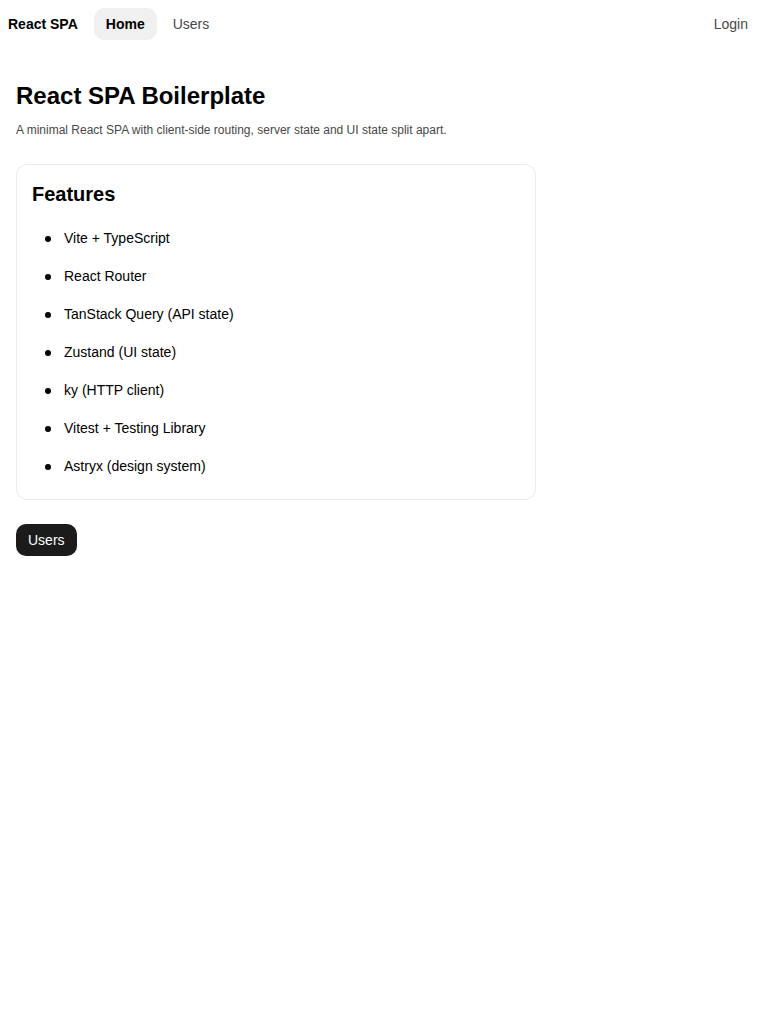 React SPA Home Users Login
React SPA Boilerplate
A minimal React SPA with client-side routing, server state and UI state split apart.
Features
Vite + TypeScript
React Router
TanStack Query (API state)
Zustand (UI state)
ky (HTTP client)
Vitest + Testing Library
Astryx (design system)
Users